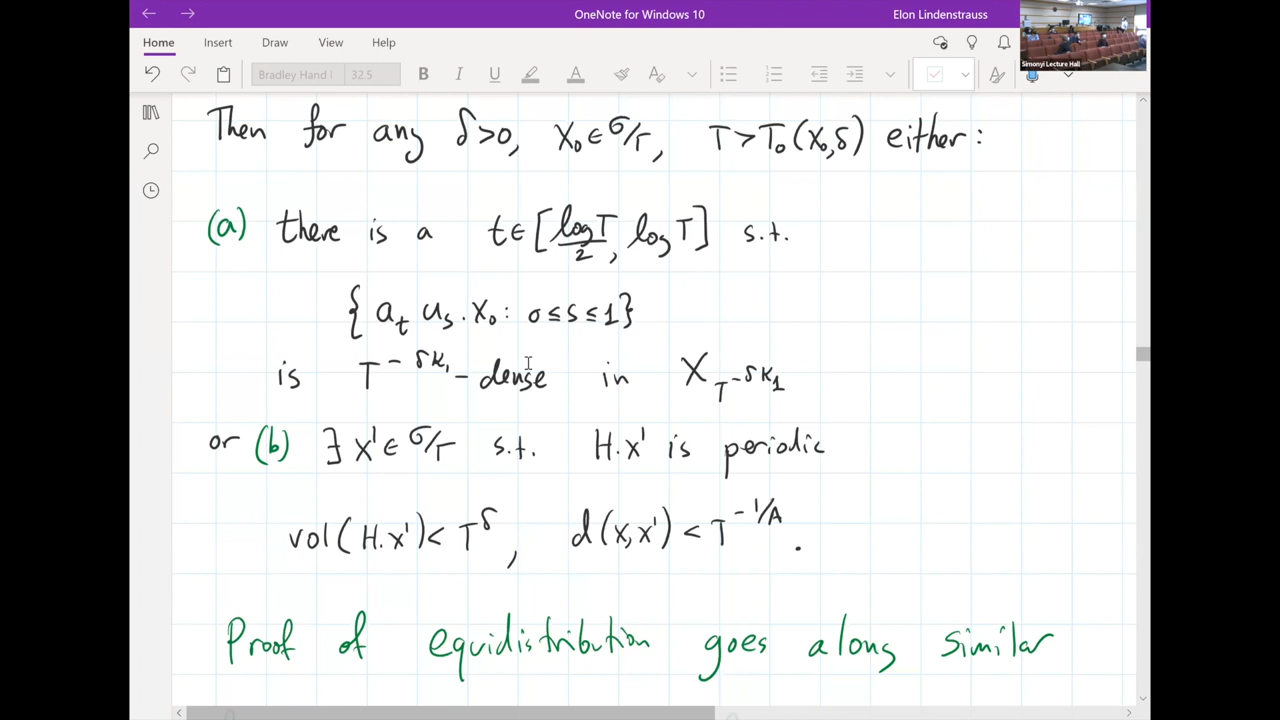 OneNote for Windows 10
Elon Lindenstrauss
Home Insert Draw View Help
Simonyi Lecture Hall
Bradley Hand 32.5
B I U A
Then for any δ>0, x₀ ∈ G/Γ, T>T₀(x₀,δ) either:
(a) there is a t∈[log T/2, log T] s.t.
{a_t u_s.x₀: 0≤s≤1}
is T^{-δκ₁}-dense in X_{T^{-δκ₁}}
or (b) ∃ x'∈ G/Γ s.t. H.x' is periodic
vol(H.x')< T^δ, d(x,x') < T^{-1/A}.
Proof of equidistribution goes along similar